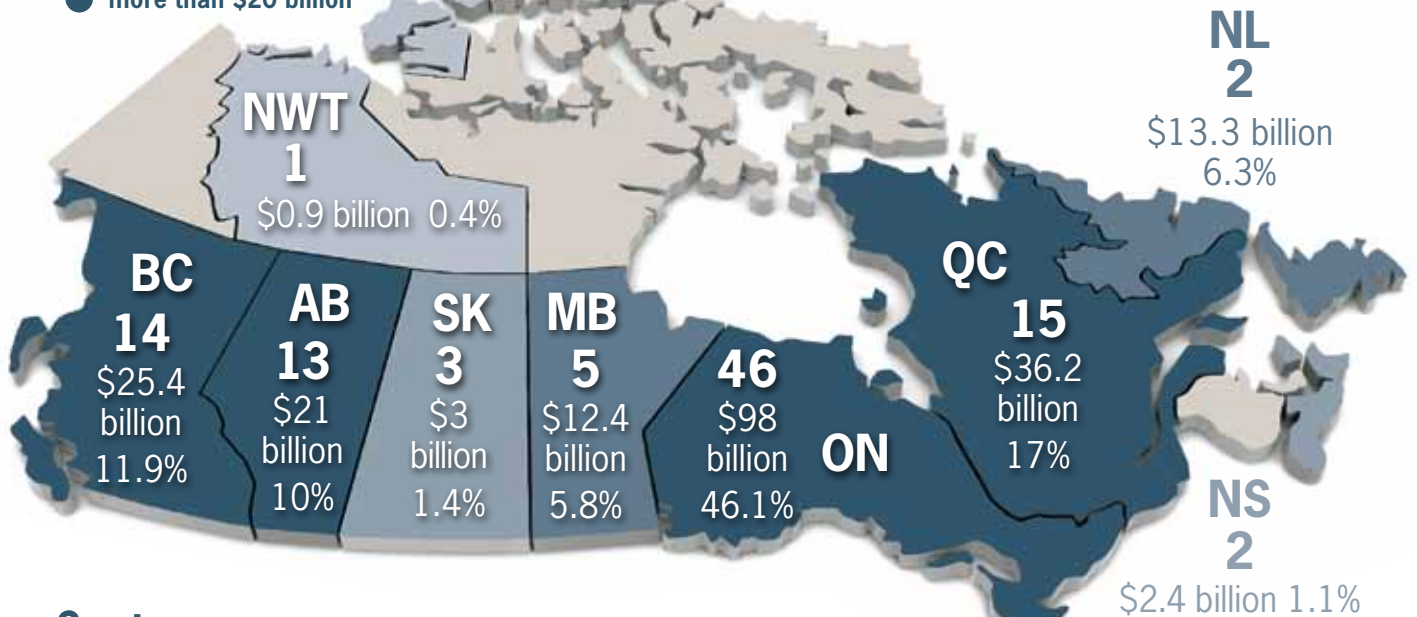 more than $20 billion
NL
2
$13.3 billion
6.3%
NWT
1
$0.9 billion 0.4%
BC
14
$25.4
billion
11.9%
AB
13
$21
billion
10%
SK
3
$3
billion
1.4%
MB
5
$12.4
billion
5.8%
46
$98
billion
46.1%
ON
QC
15
$36.2
billion
17%
NS
2
$2.4 billion 1.1%